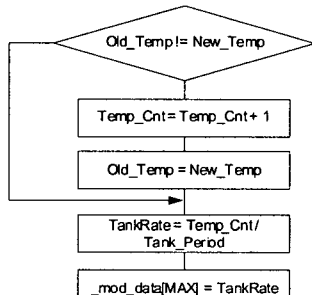 Old_Temp != New_Temp
Temp_Cnt = Temp_Cnt + 1
Old_Temp = New_Temp
TankRate = Temp_Cnt/
Tank_Period
_mod_data[MAX] = TankRate